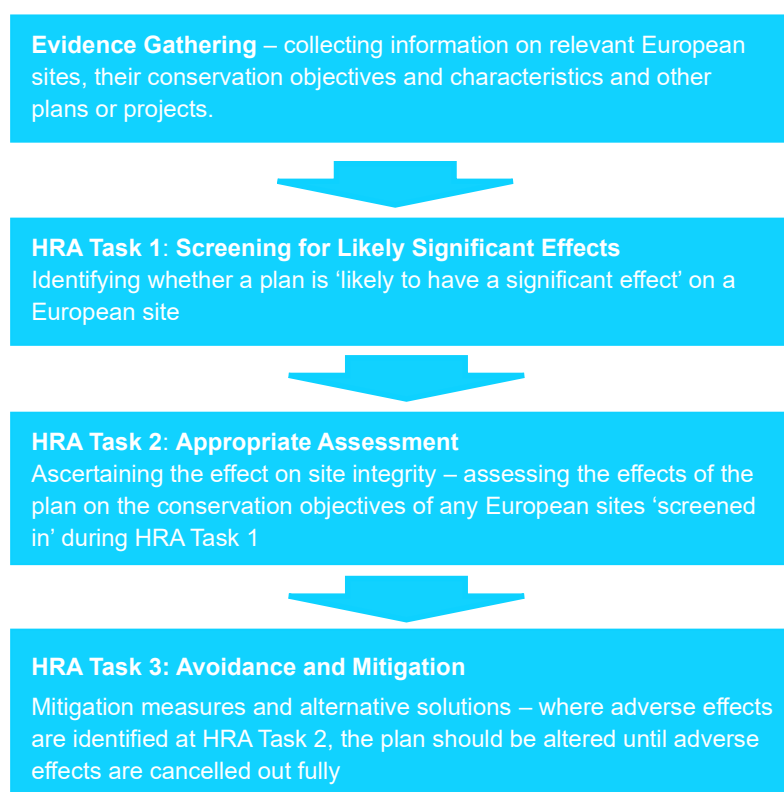 Evidence Gathering – collecting information on relevant European
sites, their conservation objectives and characteristics and other
plans or projects.
HRA Task 1: Screening for Likely Significant Effects
Identifying whether a plan is ‘likely to have a significant effect’ on a
European site
HRA Task 2: Appropriate Assessment
Ascertaining the effect on site integrity – assessing the effects of the
plan on the conservation objectives of any European sites ‘screened
in’ during HRA Task 1
HRA Task 3: Avoidance and Mitigation
Mitigation measures and alternative solutions – where adverse effects
are identified at HRA Task 2, the plan should be altered until adverse
effects are cancelled out fully